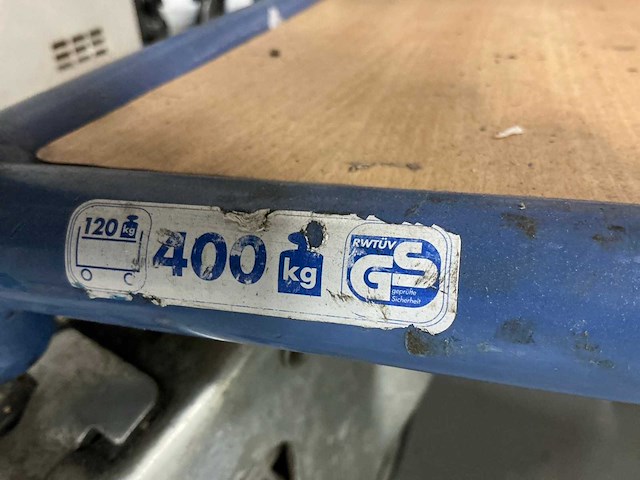 120 kg
400 kg
RWTÜV
GS
geprüfte
Sicherheit